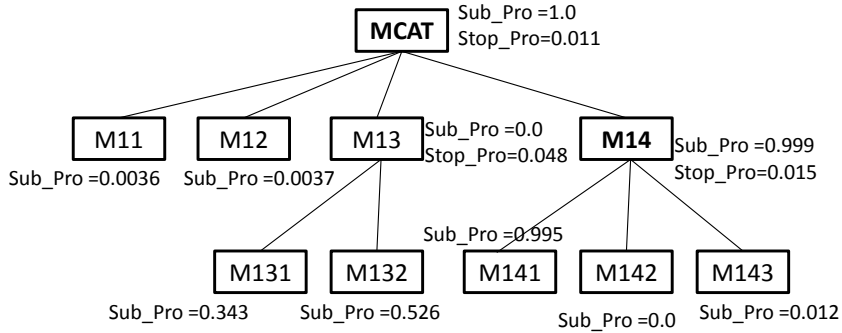 Sub_Pro =1.0
MCAT
Stop_Pro=0.011
M11
M12
M13
Sub_Pro =0.0
Stop_Pro=0.048
M14
Sub_Pro =0.999
Stop_Pro=0.015
Sub_Pro =0.0036
Sub_Pro =0.0037
Sub_Pro =0.995
M131
M132
M141
M142
M143
Sub_Pro =0.343
Sub_Pro =0.526
Sub_Pro =0.0
Sub_Pro =0.012